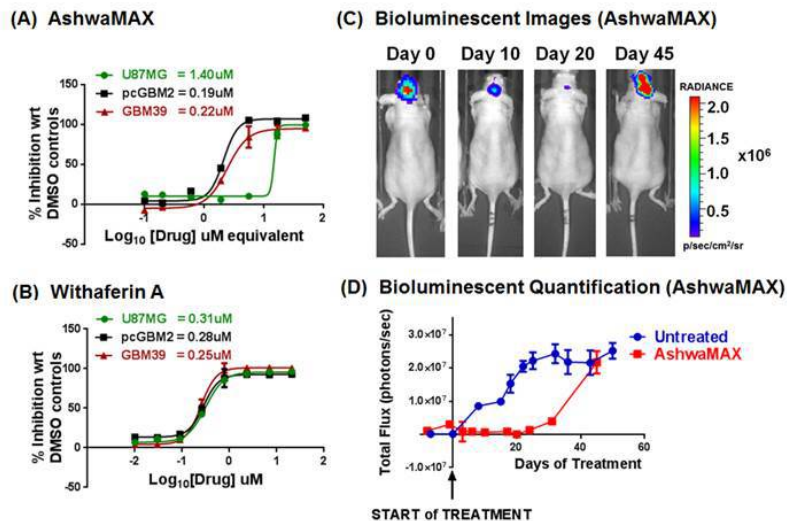 (A) AshwaMAX
U87MG = 1.40uM
pcGBM2 = 0.19uM
GBM39 = 0.22uM
% Inhibition wrt
DMSO controls
150
100
50
0
-50
-1 0 1 2
Log10 [Drug] uM equivalent
(B) Withaferin A
U87MG = 0.31uM
pcGBM2 = 0.28uM
GBM39 = 0.25uM
% Inhibition wrt
DMSO controls
150
100
50
0
-50
-2 -1 0 1 2
Log10[Drug] uM
(C) Bioluminescent Images (AshwaMAX)
Day 0 Day 10 Day 20 Day 45
RADIANCE
2.0
1.5
1.0
0.5
x10^6
p/sec/cm²/sr
(D) Bioluminescent Quantification (AshwaMAX)
Untreated
AshwaMAX
Total Flux (photons/sec)
3.0×10^7
2.0×10^7
1.0×10^7
-1.0×10^7
20 40 60
Days of Treatment
START of TREATMENT